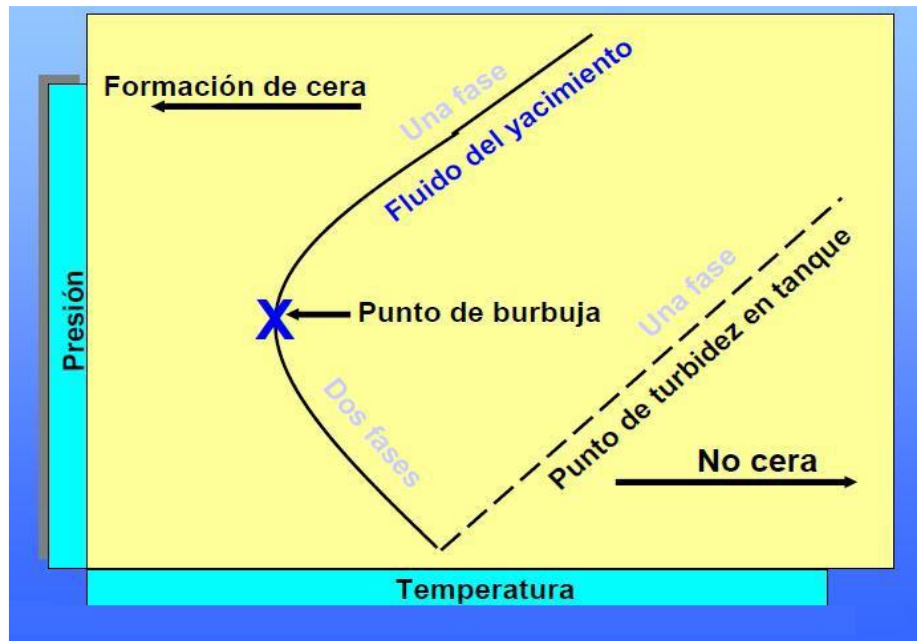 Formación de cera
Una fase
Fluido del yacimiento
Presión
Punto de burbuja
Una fase
Punto de turbidez en tanque
Dos fases
No cera
Temperatura
X